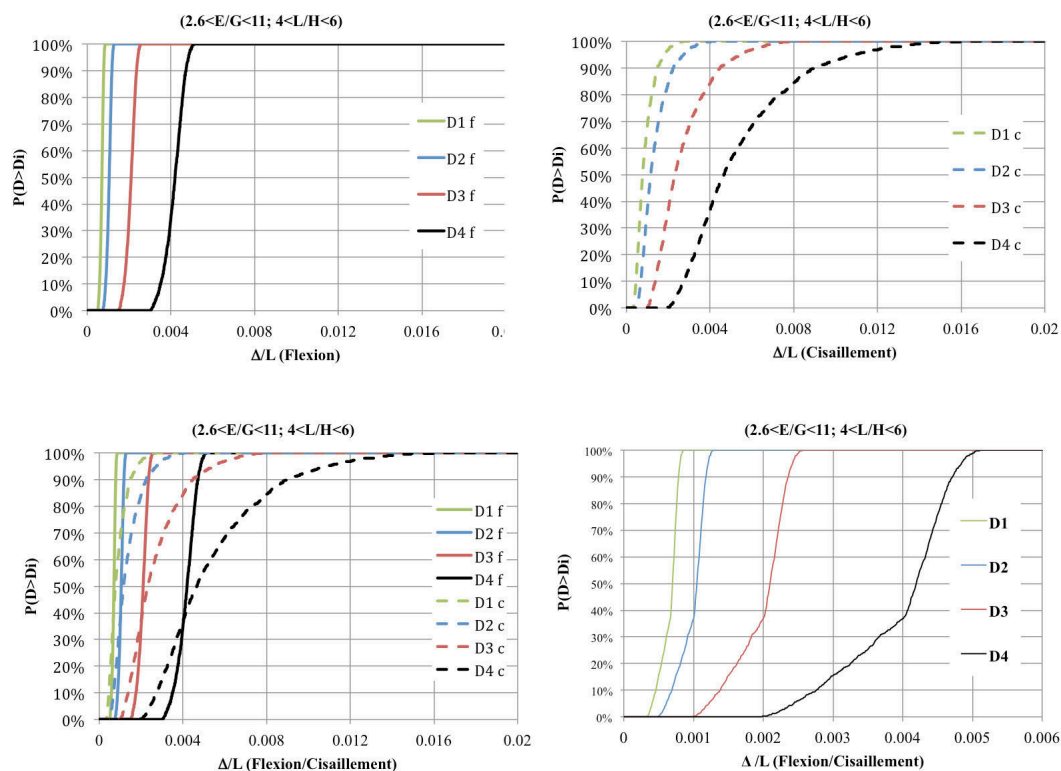 (2.6<E/G<11; 4<L/H<6)
100%
90%
80%
70%
60%
50%
40%
30%
20%
10%
0%
P(D>Di)
D1 f
D2 f
D3 f
D4 f
0 0.004 0.008 0.012 0.016 0.0
Δ/L (Flexion)
(2.6<E/G<11; 4<L/H<6)
100%
90%
80%
70%
60%
50%
40%
30%
20%
10%
0%
P(D>Di)
D1 c
D2 c
D3 c
D4 c
0 0.004 0.008 0.012 0.016 0.02
Δ/L (Cisaillement)
(2.6<E/G<11; 4<L/H<6)
100%
90%
80%
70%
60%
50%
40%
30%
20%
10%
0%
P(D>Di)
D1 f
D2 f
D3 f
D4 f
D1 c
D2 c
D3 c
D4 c
0 0.004 0.008 0.012 0.016 0.02
Δ/L (Flexion/Cisaillement)
(2.6<E/G<11; 4<L/H<6)
100%
90%
80%
70%
60%
50%
40%
30%
20%
10%
0%
P(D>Di)
D1
D2
D3
D4
0 0.001 0.002 0.003 0.004 0.005 0.006
Δ /L (Flexion/Cisaillement)